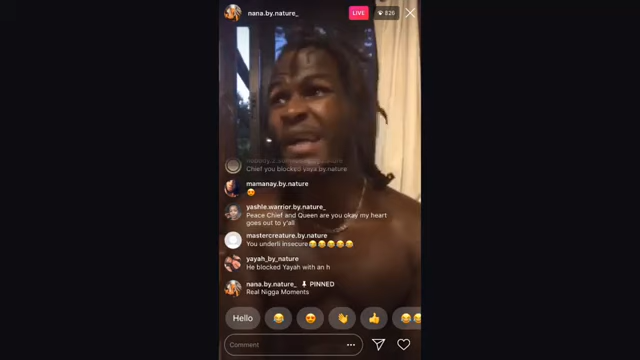 nana.by.nature_
LIVE
826
Chief you blocked yaya.by.nature
mamanay.by.nature
😍
yashle.warrior.by.nature_
Peace Chief and Queen are you okay my heart
goes out to y'all
mastercreature.by.nature
You underli insecure😂😂😂😂😂
yayah_by_nature
He blocked Yayah with an h
nana.by.nature_ PINNED
Real Nigga Moments
Hello 😂 😍 👋 👍 😂😂
Comment